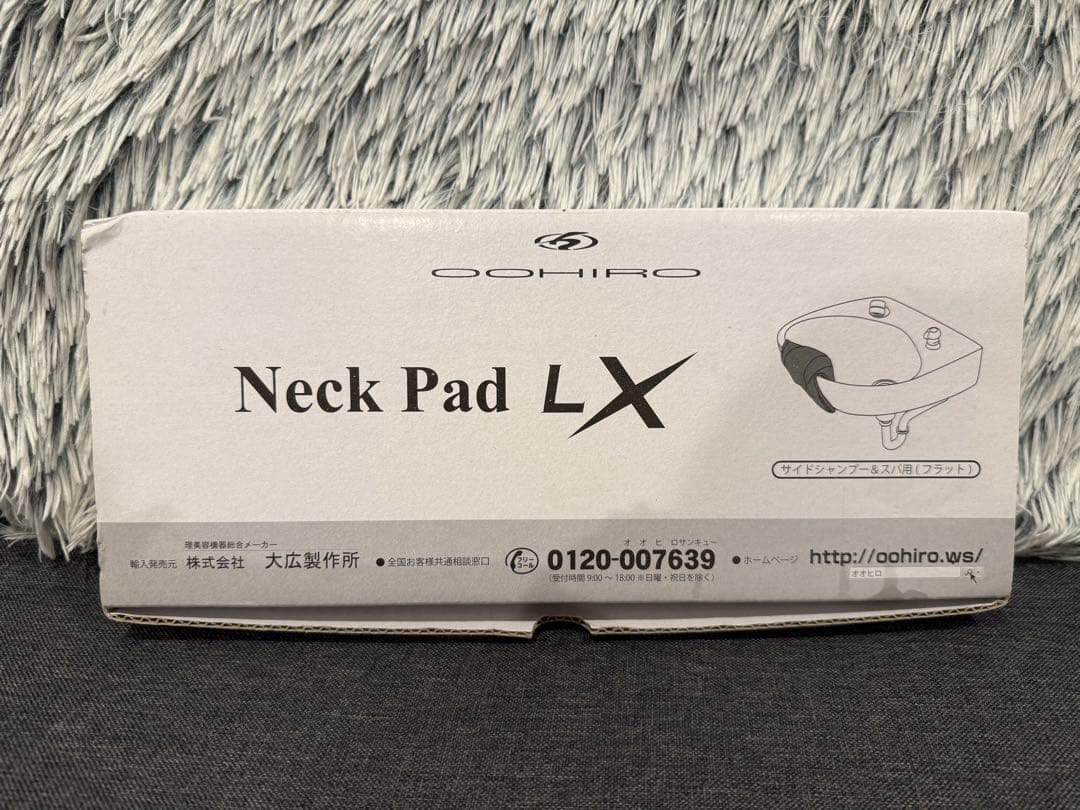 OOHIRO
Neck Pad LX
サイドシャンプー&スパ用(フラット)
理美容機器総合メーカー
輸入発売元 株式会社 大広製作所
●全国お客様共通相談窓口
フリーコール
オオヒロサンキュー
0120-007639
(受付時間9:00~18:00※日曜・祝日を除く)
●ホームページ http://oohiro.ws/
オオヒロ